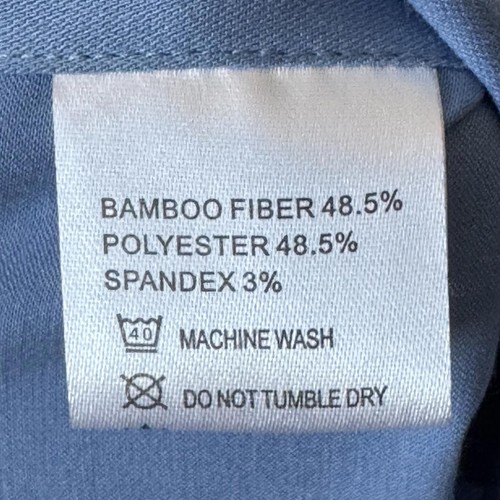 BAMBOO FIBER 48.5%
POLYESTER 48.5%
SPANDEX 3%
40 MACHINE WASH
DO NOT TUMBLE DRY